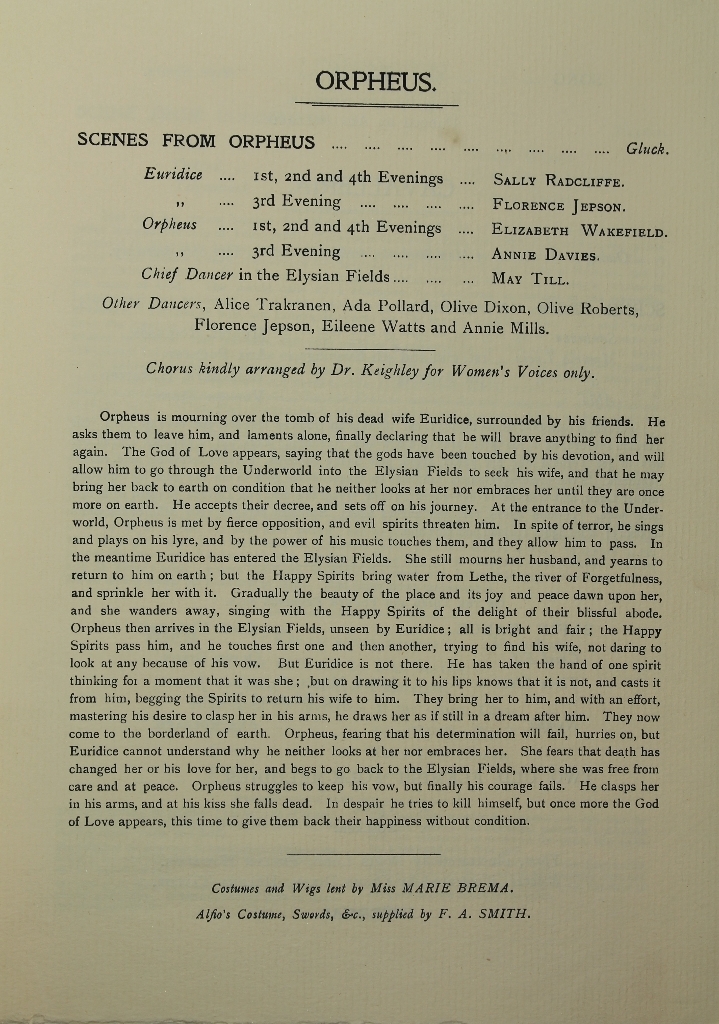 ORPHEUS.
SCENES FROM ORPHEUS .... .... .... .... .... .... .... .... .... Gluck.
Euridice .... 1st, 2nd and 4th Evenings .... SALLY RADCLIFFE.
,, .... 3rd Evening .... .... .... .... FLORENCE JEPSON.
Orpheus .... 1st, 2nd and 4th Evenings .... ELIZABETH WAKEFIELD.
,, .... 3rd Evening .... .... .... .... ANNIE DAVIES.
Chief Dancer in the Elysian Fields .... .... ... MAY TILL.
Other Dancers, Alice Trakranen, Ada Pollard, Olive Dixon, Olive Roberts,
Florence Jepson, Eileene Watts and Annie Mills.
Chorus kindly arranged by Dr. Keighley for Women's Voices only.
Orpheus is mourning over the tomb of his dead wife Euridice, surrounded by his friends. He
asks them to leave him, and laments alone, finally declaring that he will brave anything to find her
again. The God of Love appears, saying that the gods have been touched by his devotion, and will
allow him to go through the Underworld into the Elysian Fields to seek his wife, and that he may
bring her back to earth on condition that he neither looks at her nor embraces her until they are once
more on earth. He accepts their decree, and sets off on his journey. At the entrance to the Under-
world, Orpheus is met by fierce opposition, and evil spirits threaten him. In spite of terror, he sings
and plays on his lyre, and by the power of his music touches them, and they allow him to pass. In
the meantime Euridice has entered the Elysian Fields. She still mourns her husband, and yearns to
return to him on earth ; but the Happy Spirits bring water from Lethe, the river of Forgetfulness,
and sprinkle her with it. Gradually the beauty of the place and its joy and peace dawn upon her,
and she wanders away, singing with the Happy Spirits of the delight of their blissful abode.
Orpheus then arrives in the Elysian Fields, unseen by Euridice ; all is bright and fair ; the Happy
Spirits pass him, and he touches first one and then another, trying to find his wife, not daring to
look at any because of his vow. But Euridice is not there. He has taken the hand of one spirit
thinking for a moment that it was she ; but on drawing it to his lips knows that it is not, and casts it
from him, begging the Spirits to return his wife to him. They bring her to him, and with an effort,
mastering his desire to clasp her in his arms, he draws her as if still in a dream after him. They now
come to the borderland of earth. Orpheus, fearing that his determination will fail, hurries on, but
Euridice cannot understand why he neither looks at her nor embraces her. She fears that death has
changed her or his love for her, and begs to go back to the Elysian Fields, where she was free from
care and at peace. Orpheus struggles to keep his vow, but finally his courage fails. He clasps her
in his arms, and at his kiss she falls dead. In despair he tries to kill himself, but once more the God
of Love appears, this time to give them back their happiness without condition.
Costumes and Wigs lent by Miss MARIE BREMA.
Alfio's Costume, Swords, &c., supplied by F. A. SMITH.